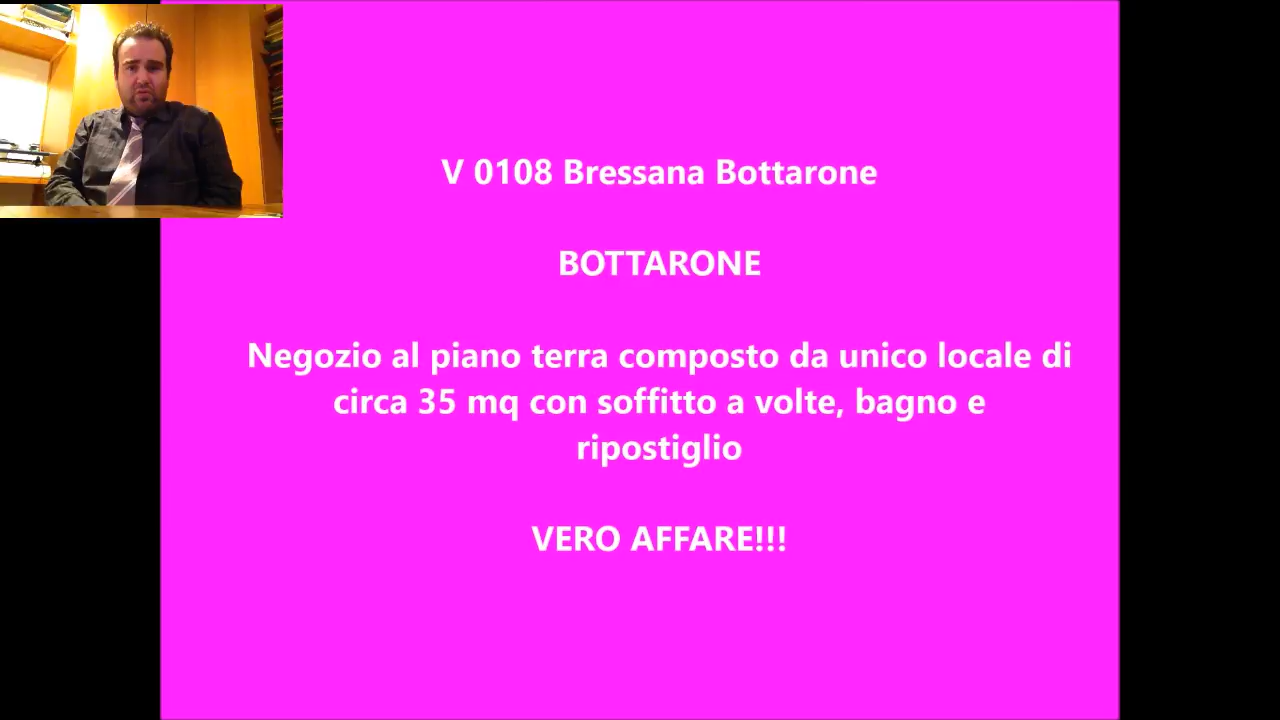 V 0108 Bressana Bottarone
BOTTARONE
Negozio al piano terra composto da unico locale di
circa 35 mq con soffitto a volte, bagno e
ripostiglio
VERO AFFARE!!!